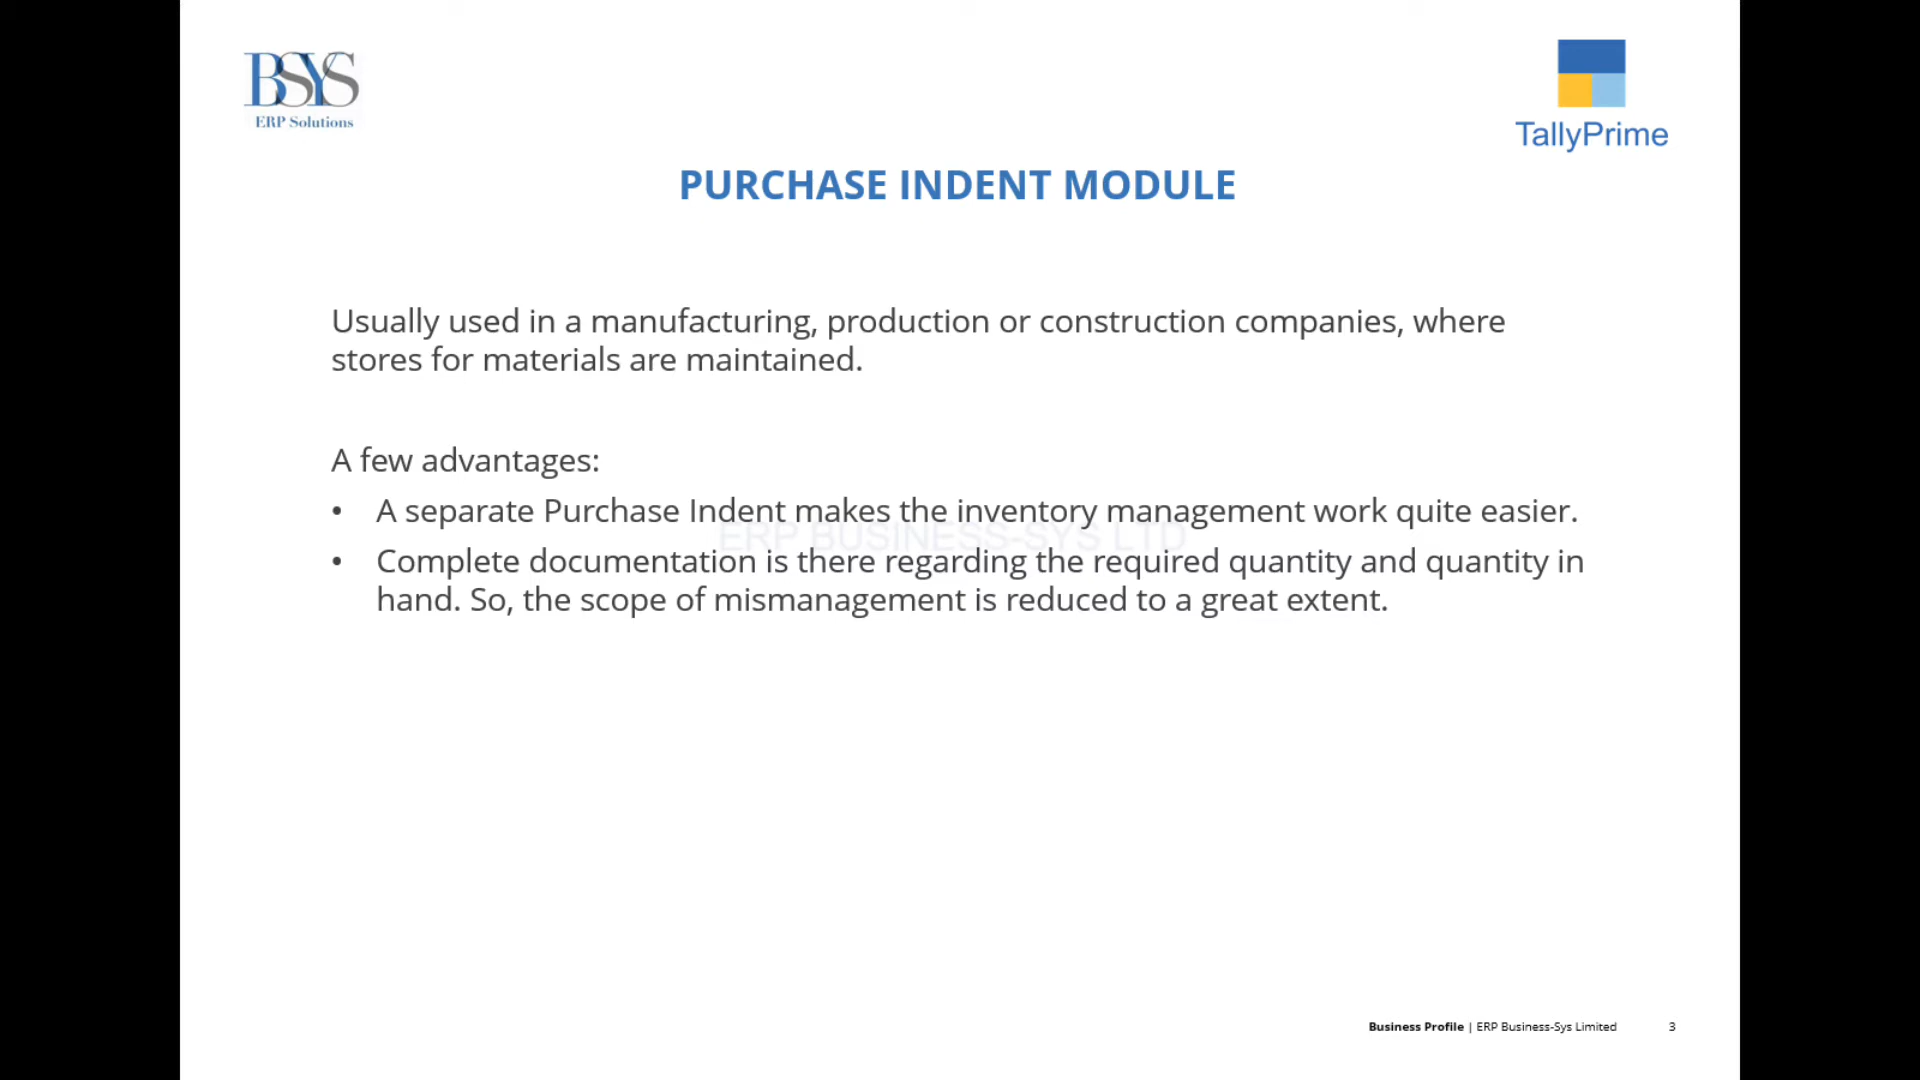 BSYS
ERP Solutions
TallyPrime
PURCHASE INDENT MODULE
Usually used in a manufacturing, production or construction companies, where
stores for materials are maintained.
A few advantages:
• A separate Purchase Indent makes the inventory management work quite easier.
ERP BUSINESS-SYS LTD
• Complete documentation is there regarding the required quantity and quantity in
hand. So, the scope of mismanagement is reduced to a great extent.
Business Profile | ERP Business-Sys Limited 3